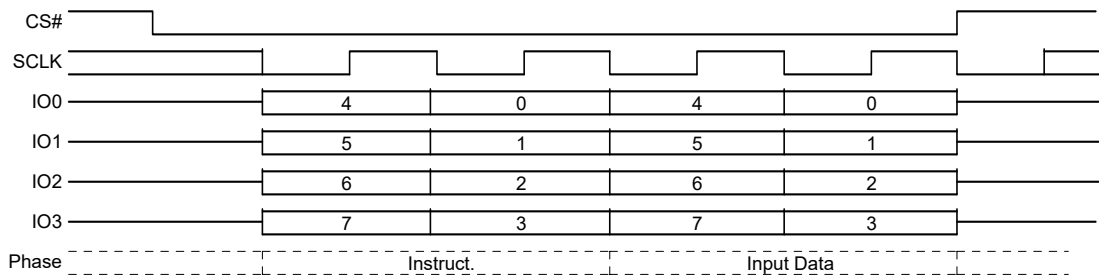 CS#
SCLK
IO0 4 0 4 0
IO1 5 1 5 1
IO2 6 2 6 2
IO3 7 3 7 3
Phase Instruct. Input Data